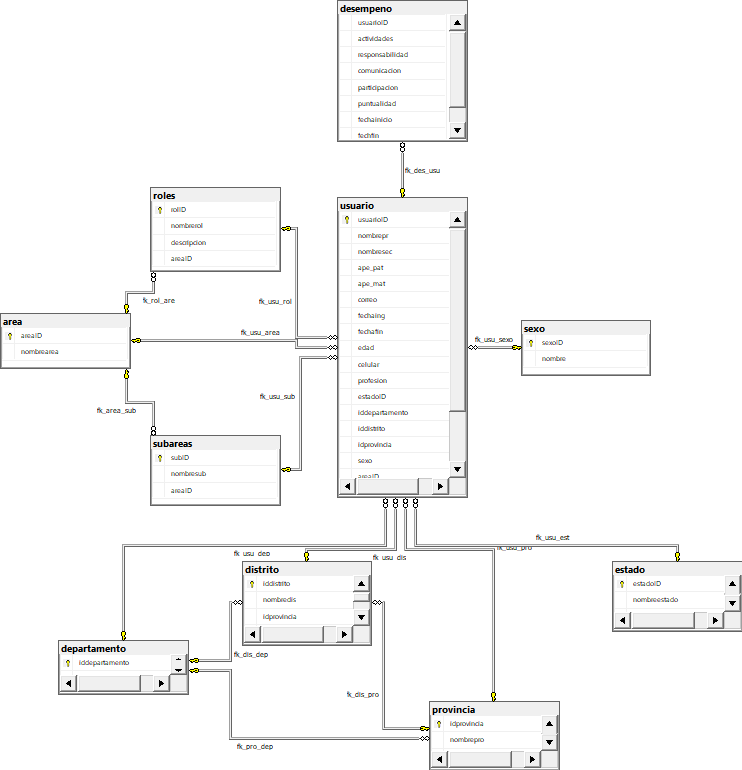 desempeno
usuarioID
actividades
responsabilidad
comunicacion
participacion
puntualidad
fechainicio
fechfin
fk_des_usu
roles
rolID
nombrerol
descripcion
areaID
usuario
usuarioID
nombrepr
nombresec
ape_pat
ape_mat
correo
fechaing
fechafin
edad
celular
profesion
estadoID
iddepartamento
iddistrito
idprovincia
sexo
areaID
fk_rol_are
fk_usu_rol
area
areaID
nombrearea
fk_usu_area
fk_usu_sexo
sexo
sexoID
nombre
fk_area_sub
fk_usu_sub
subareas
subID
nombresub
areaID
fk_usu_dep
fk_usu_dis
fk_usu_pro
fk_usu_est
distrito
iddistrito
nombredis
idprovincia
estado
estadoID
nombreestado
departamento
iddepartamento
fk_dis_dep
fk_dis_pro
fk_pro_dep
provincia
idprovincia
nombrepro